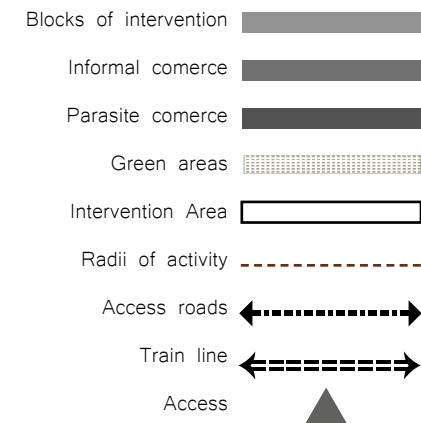 Blocks of intervention
Informal comerce
Parasite comerce
Green areas
Intervention Area
Radii of activity
Access roads
Train line
Access